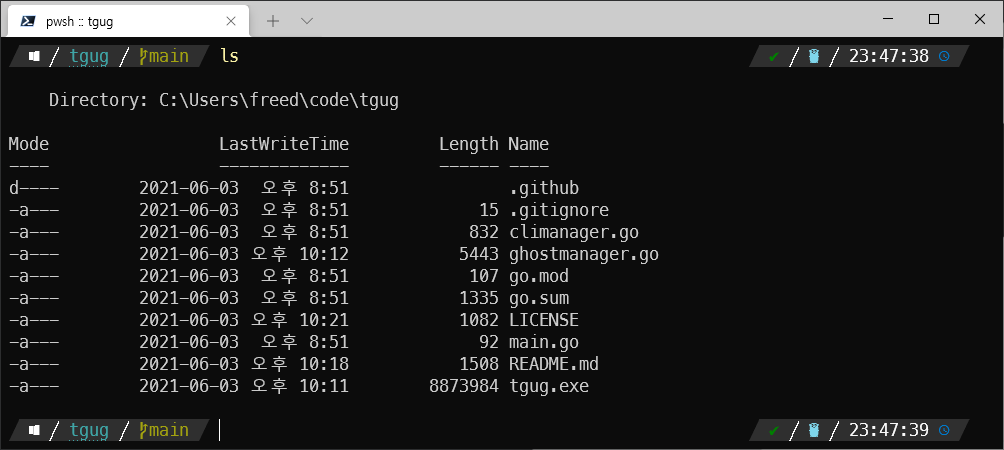 pwsh :: tgug
/ tgug / main ls ✔ / / 23:47:38
Directory: C:\Users\freed\code\tgug
Mode LastWriteTime Length Name
---- ------------- ------ ----
d---- 2021-06-03 오후 8:51 .github
-a--- 2021-06-03 오후 8:51 15 .gitignore
-a--- 2021-06-03 오후 8:51 832 climanager.go
-a--- 2021-06-03 오후 10:12 5443 ghostmanager.go
-a--- 2021-06-03 오후 8:51 107 go.mod
-a--- 2021-06-03 오후 8:51 1335 go.sum
-a--- 2021-06-03 오후 10:21 1082 LICENSE
-a--- 2021-06-03 오후 8:51 92 main.go
-a--- 2021-06-03 오후 10:18 1508 README.md
-a--- 2021-06-03 오후 10:11 8873984 tgug.exe
/ tgug / main ✔ / / 23:47:39